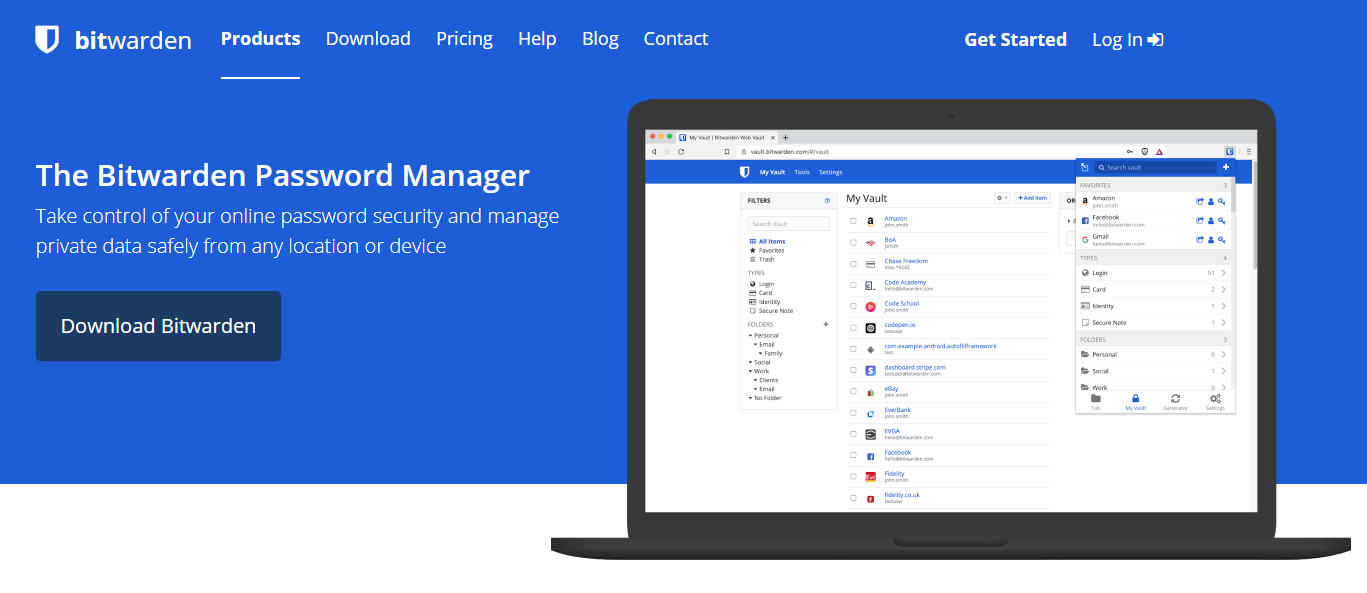 bitwarden
Products
Download
Pricing
Help
Blog
Contact
Get Started
Log In
The Bitwarden Password Manager
Take control of your online password security and manage
private data safely from any location or device
Download Bitwarden
My Vault | Bitwarden Web Vault
vault.bitwarden.com/#/vault
My Vault
Tools
Settings
FILTERS
Search Vault
All Items
Favorites
Trash
TYPES
Login
Card
Identity
Secure Note
FOLDERS
Personal
Email
Family
Social
Work
Clients
Email
No Folder
My Vault
Add Item
Amazon
john.smith
BoA
jsmith
Chase Freedom
Visa, *4242
Code Academy
hello@bitwarden.com
Code School
john.smith
codepen.io
testuser
com.example.android.autofillframework
test
dashboard.stripe.com
testuser@bitwarden.com
eBay
john.smith
EverBank
john.smith
EVGA
hello@bitwarden.com
Facebook
hello@bitwarden.com
Fidelity
john.smith
fidelity.co.uk
testuser
Search vault
FAVORITES 3
Amazon
john.smith
Facebook
hello@bitwarden.com
Gmail
hello@bitwarden.com
TYPES 4
Login 51
Card 2
Identity 1
Secure Note 1
FOLDERS 3
Personal 0
Social 1
Work 0
Tab
My Vault
Generator
Settings